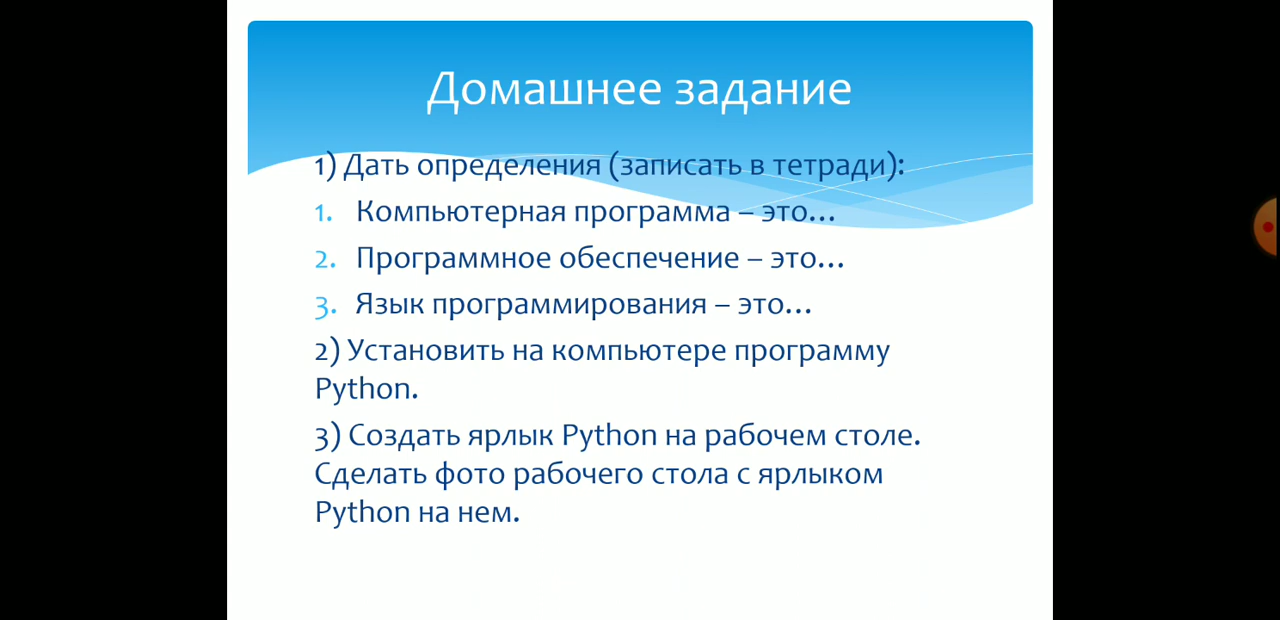 Домашнее задание
1) Дать определения (записать в тетради):
1. Компьютерная программа – это…
2. Программное обеспечение – это…
3. Язык программирования – это…
2) Установить на компьютере программу
Python.
3) Создать ярлык Python на рабочем столе.
Сделать фото рабочего стола с ярлыком
Python на нем.